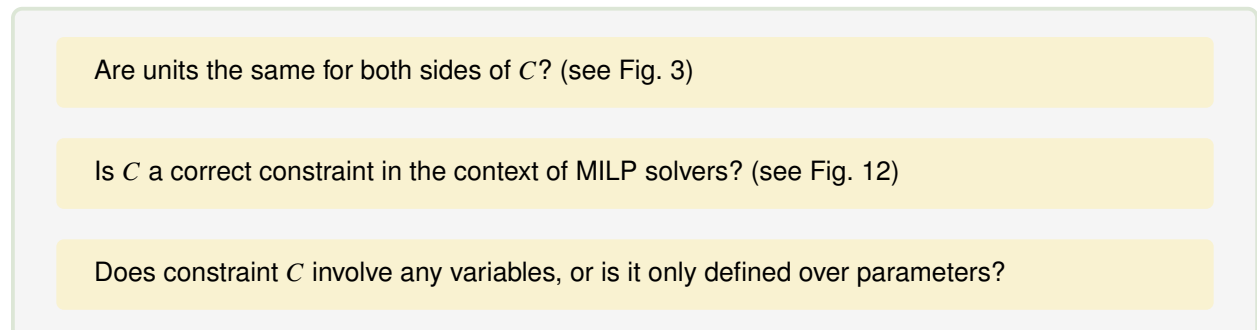 Are units the same for both sides of C? (see Fig. 3)
Is C a correct constraint in the context of MILP solvers? (see Fig. 12)
Does constraint C involve any variables, or is it only defined over parameters?